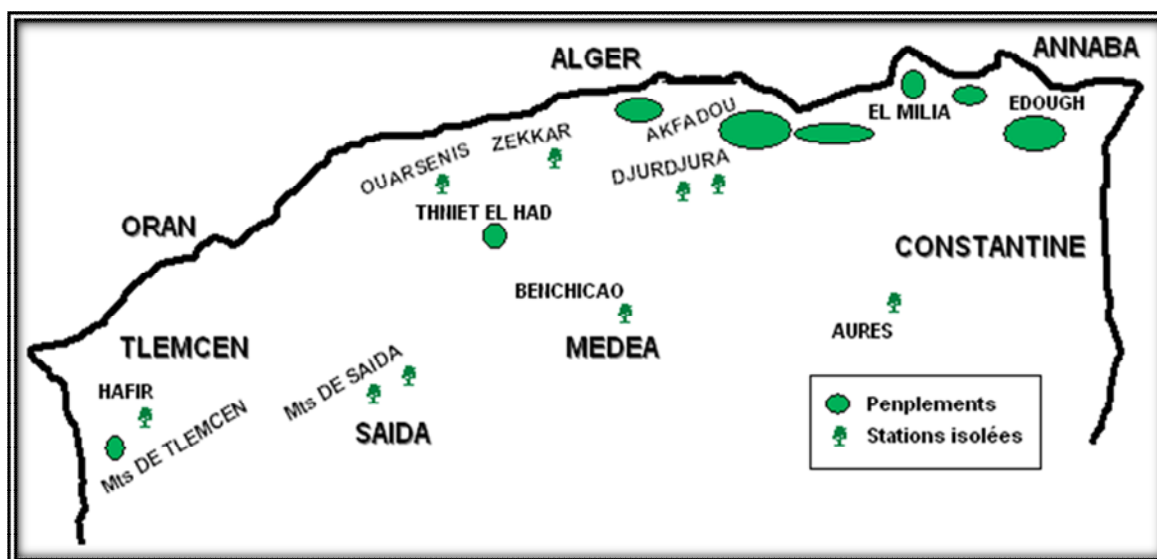 ANNABA
ALGER
EL MILIA
EDOUGH
AKFADOU
ZEKKAR
OUARSENIS
DJURDJURA
THNIET EL HAD
ORAN
CONSTANTINE
BENCHICAO
AURES
TLEMCEN
MEDEA
HAFIR
Mts DE SAIDA
SAIDA
Mts DE TLEMCEN
Penplements
Stations isolées